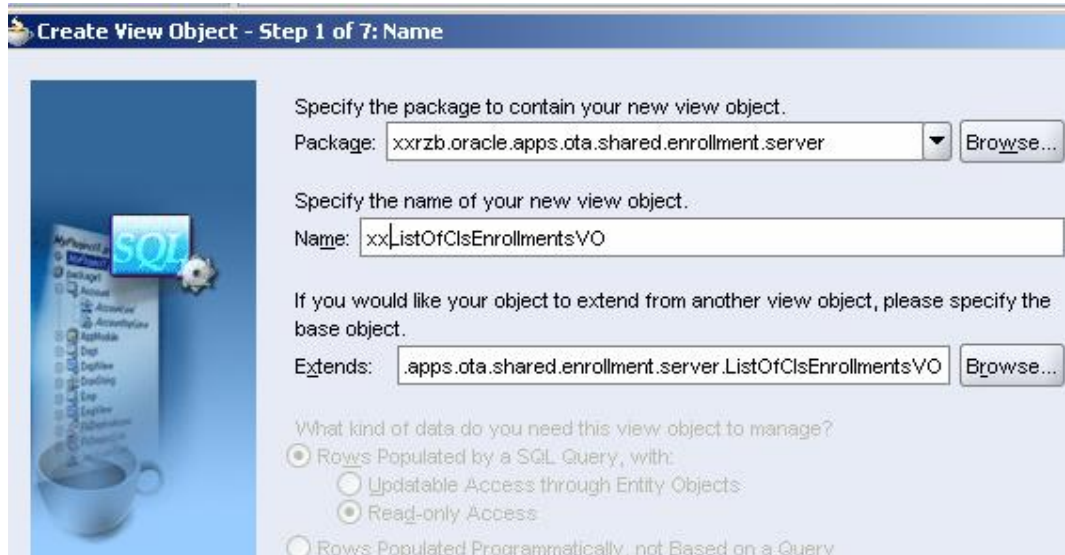 Create View Object - Step 1 of 7: Name
Specify the package to contain your new view object.
Package: xxrzb.oracle.apps.ota.shared.enrollment.server Browse...
Specify the name of your new view object.
Name: xxListOfClsEnrollmentsVO
If you would like your object to extend from another view object, please specify the
base object.
Extends: .apps.ota.shared.enrollment.server.ListOfClsEnrollmentsVO Browse...
What kind of data do you need this view object to manage?
Rows Populated by a SQL Query, with:
Updatable Access through Entity Objects
Read-only Access
Rows Populated Programmatically, not Based on a Query
SQL